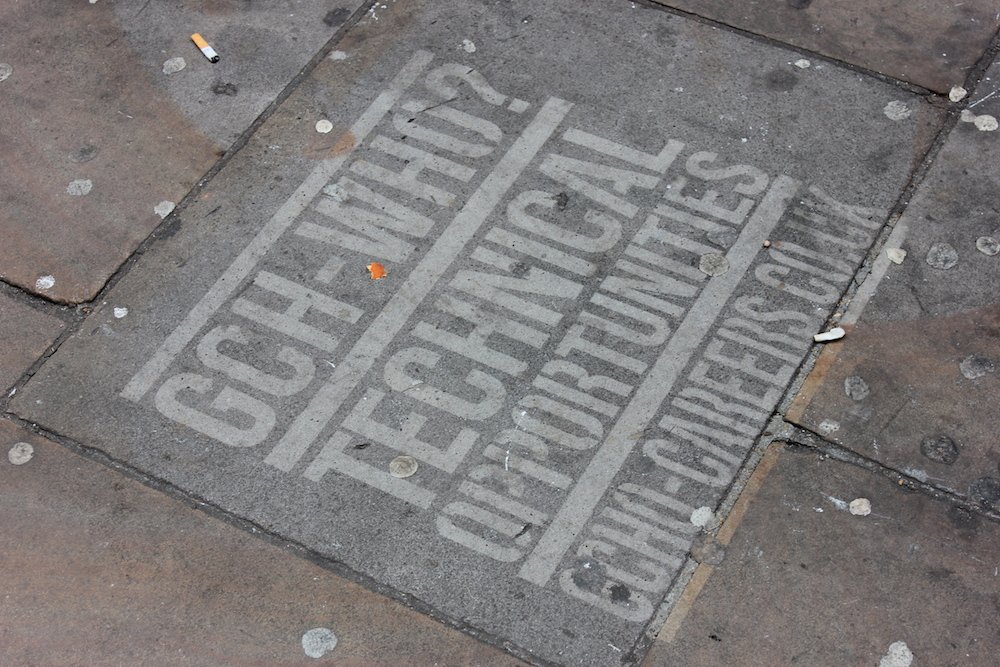 GCH-WHO?
TECHNICAL
OPPORTUNITIES
GCHQ-CAREERS.CO.UK